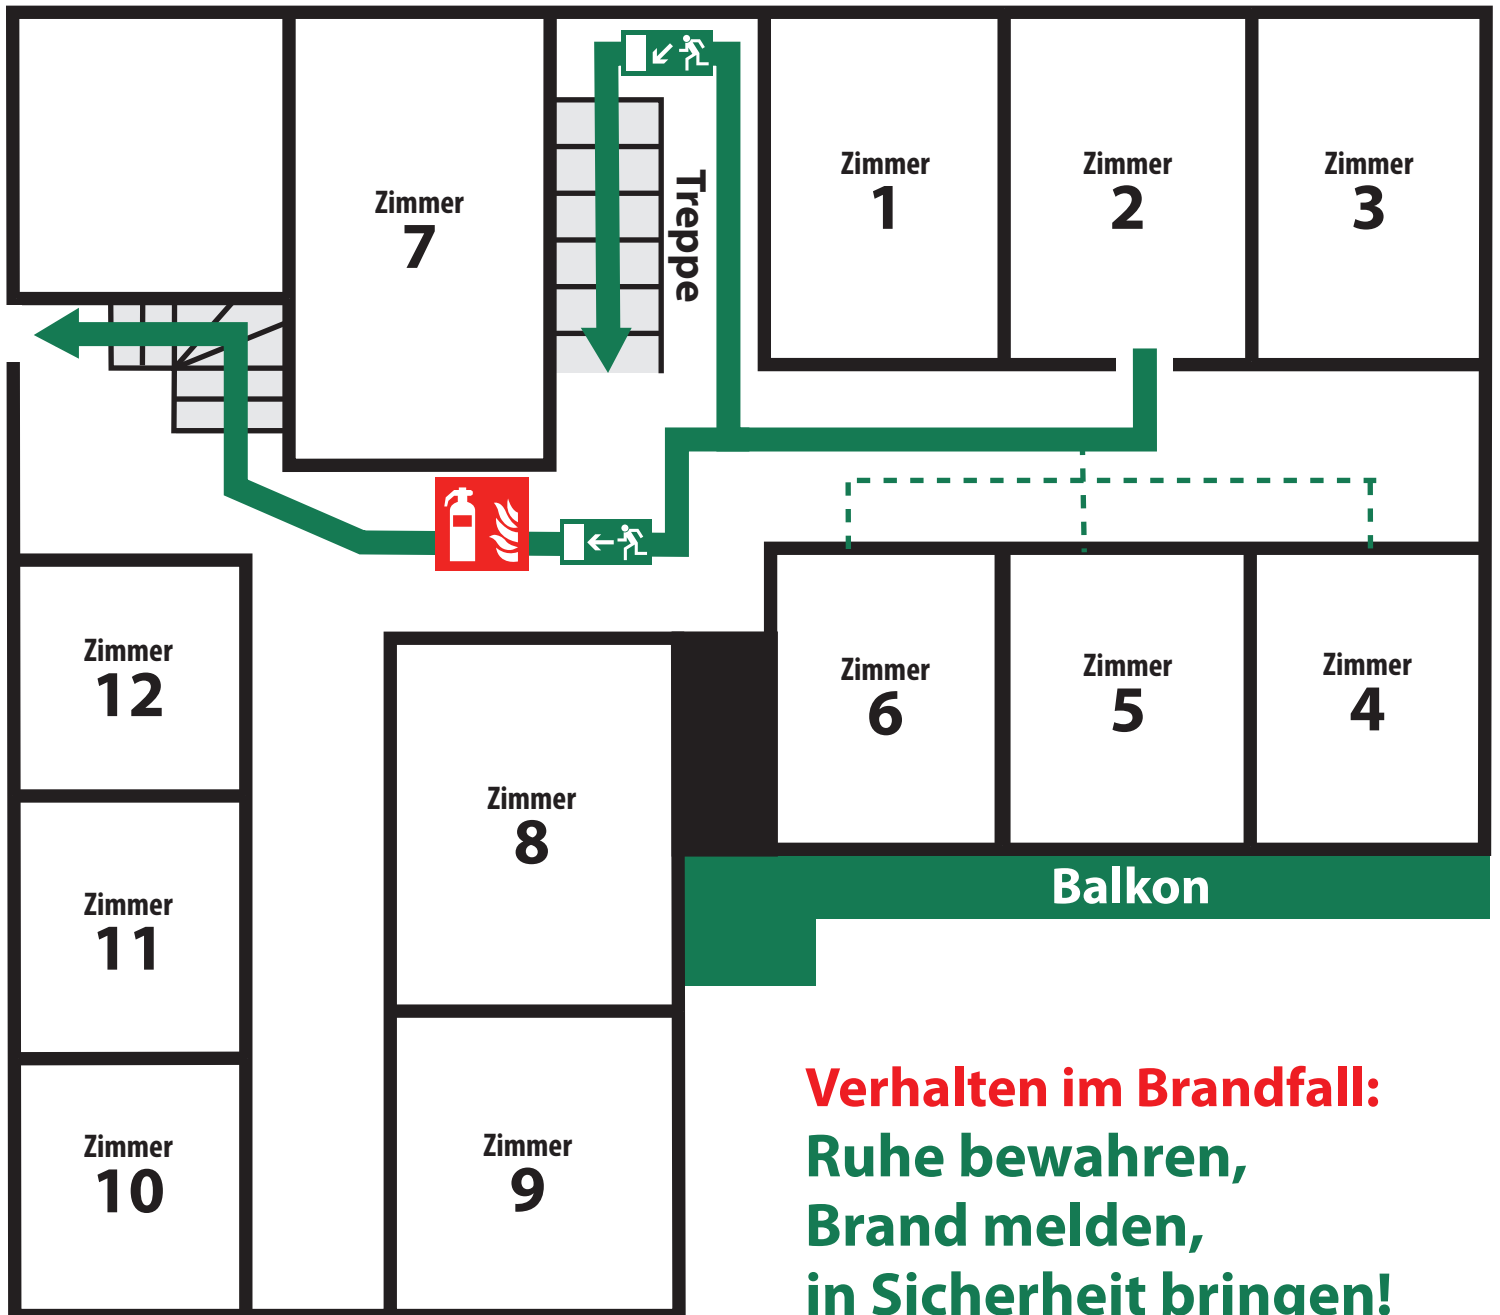 Zimmer
7
Treppe
Zimmer
1
Zimmer
2
Zimmer
3
Zimmer
12
Zimmer
11
Zimmer
10
Zimmer
8
Zimmer
9
Zimmer
6
Zimmer
5
Zimmer
4
Balkon
Verhalten im Brandfall:
Ruhe bewahren,
Brand melden,
in Sicherheit bringen!